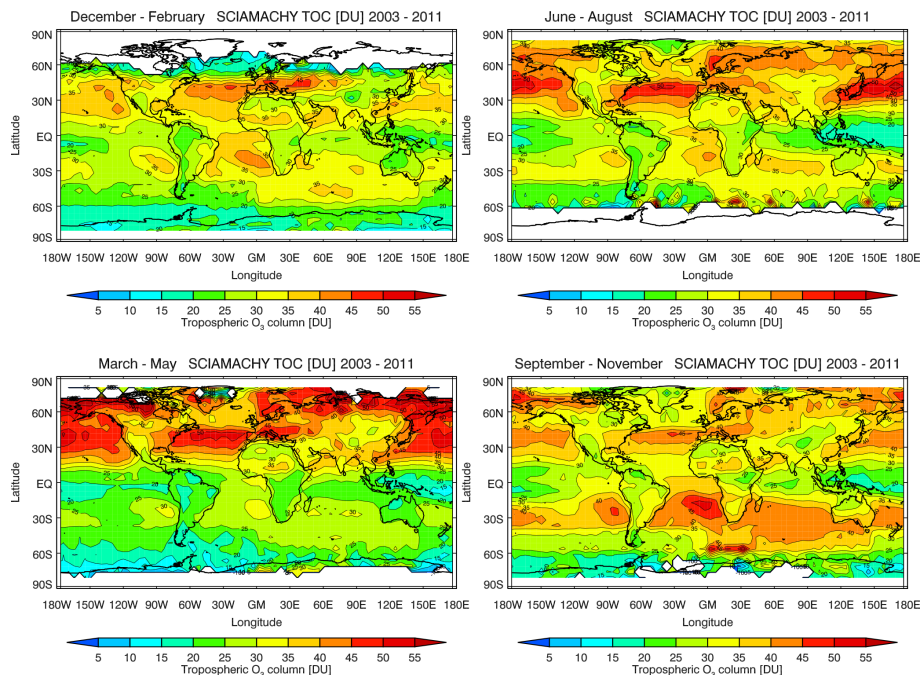 December - February SCIAMACHY TOC [DU] 2003 - 2011
90N
60N
30N
EQ
30S
60S
90S
Latitude
180W 150W 120W 90W 60W 30W GM 30E 60E 90E 120E 150E 180E
Longitude
5 10 15 20 25 30 35 40 45 50 55
Tropospheric O3 column [DU]
June - August SCIAMACHY TOC [DU] 2003 - 2011
90N
60N
30N
EQ
30S
60S
90S
Latitude
180W 150W 120W 90W 60W 30W GM 30E 60E 90E 120E 150E 180E
Longitude
5 10 15 20 25 30 35 40 45 50 55
Tropospheric O3 column [DU]
March - May SCIAMACHY TOC [DU] 2003 - 2011
90N
60N
30N
EQ
30S
60S
90S
Latitude
180W 150W 120W 90W 60W 30W GM 30E 60E 90E 120E 150E 180E
Longitude
5 10 15 20 25 30 35 40 45 50 55
Tropospheric O3 column [DU]
September - November SCIAMACHY TOC [DU] 2003 - 2011
90N
60N
30N
EQ
30S
60S
90S
Latitude
180W 150W 120W 90W 60W 30W GM 30E 60E 90E 120E 150E 180E
Longitude
5 10 15 20 25 30 35 40 45 50 55
Tropospheric O3 column [DU]